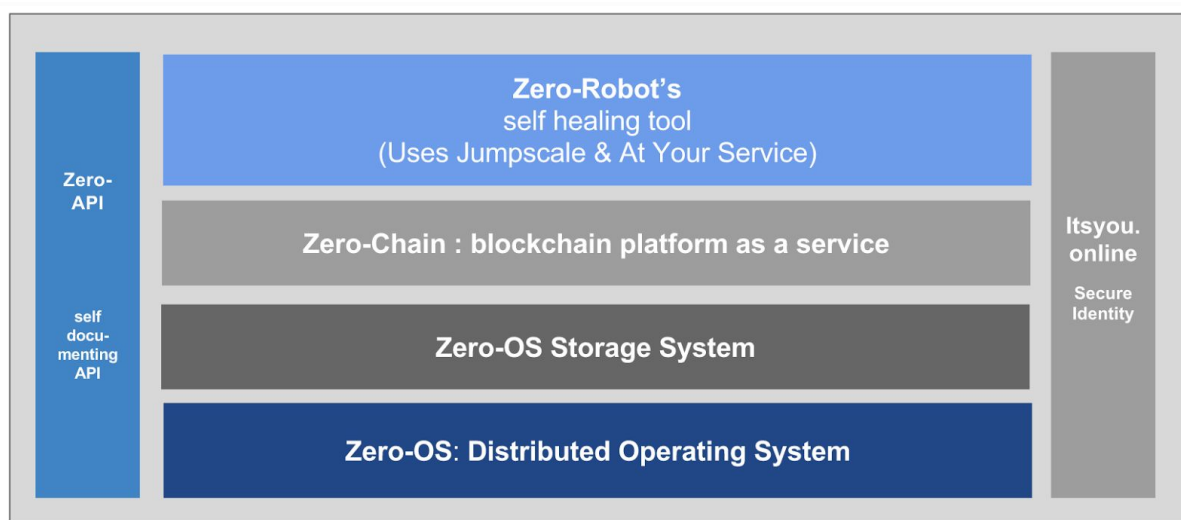 Zero-
API
self
docu-
menting
API
Zero-Robot's
self healing tool
(Uses Jumpscale & At Your Service)
Zero-Chain : blockchain platform as a service
Zero-OS Storage System
Zero-OS: Distributed Operating System
Itsyou.
online
Secure
Identity